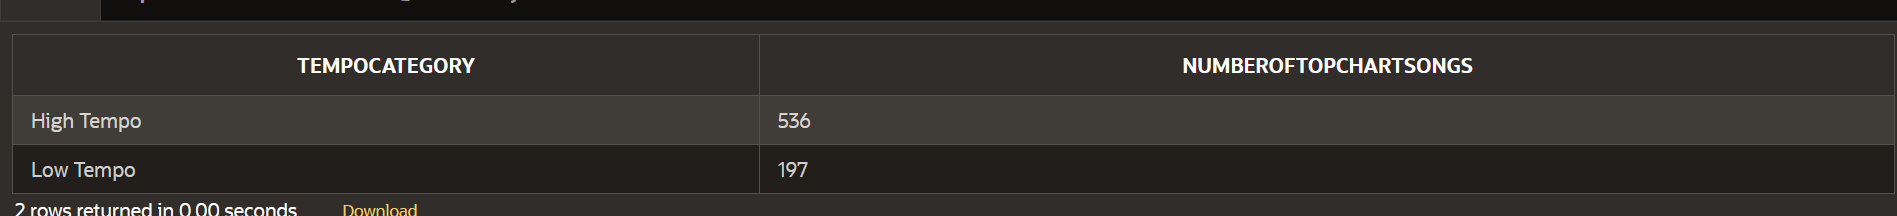 TEMPOCATEGORY NUMBEROFTOPCHARTSONGS
High Tempo 536
Low Tempo 197
2 rows returned in 0.00 seconds Download